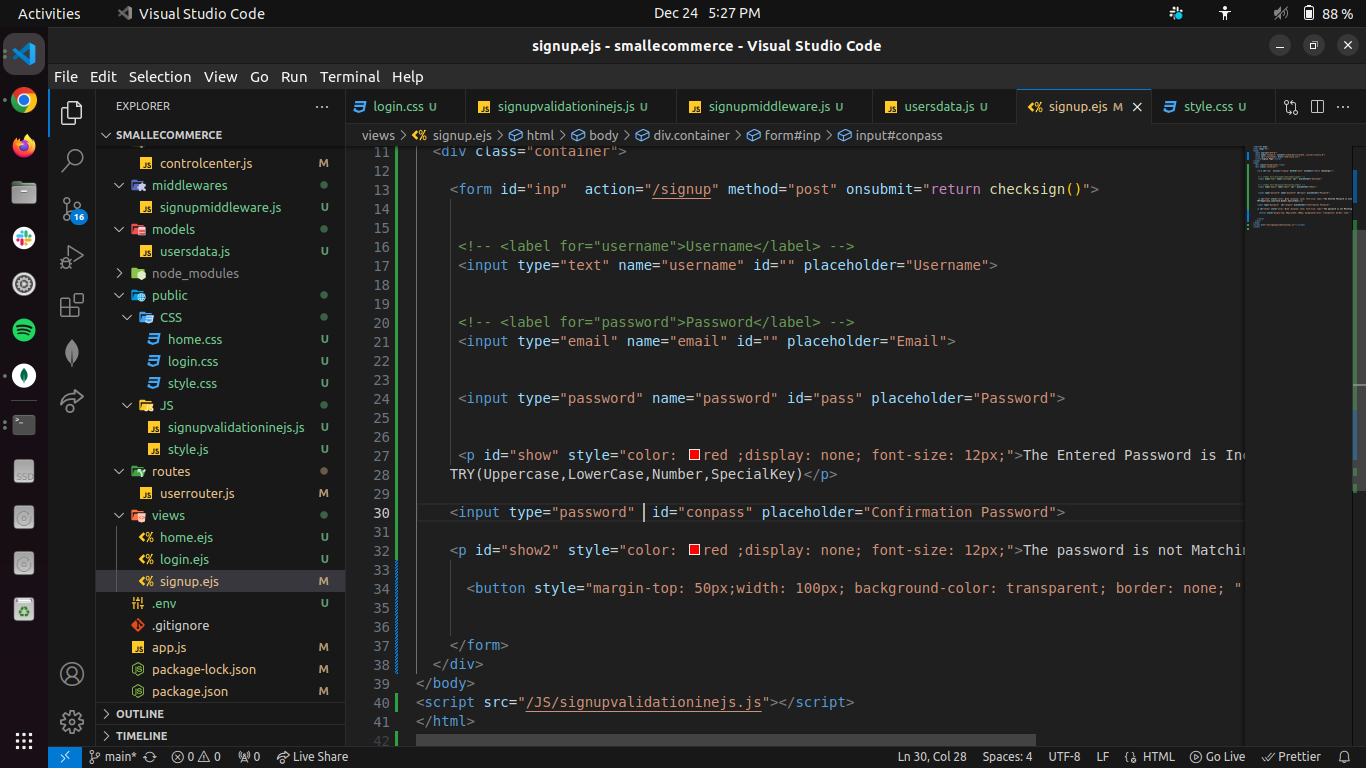 Activities
Visual Studio Code
Dec 24 5:27 PM
88 %
signup.ejs - smallecommerce - Visual Studio Code
File Edit Selection View Go Run Terminal Help
EXPLORER
SMALLECOMMERCE
controlcenter.js M
middlewares
signupmiddleware.js U
models
usersdata.js U
node_modules
public
CSS
home.css U
login.css U
style.css U
JS
signupvalidationinejs.js U
style.js U
routes
userrouter.js M
views
home.ejs U
login.ejs U
signup.ejs M
.env U
.gitignore
app.js M
package-lock.json M
package.json M
OUTLINE
TIMELINE
16
SSD
login.css U
signupvalidationinejs.js U
signupmiddleware.js U
usersdata.js U
signup.ejs M
style.css U
views > signup.ejs > html > body > div.container > form#inp > input#conpass
11 <div class="container">
12
13 <form id="inp"  action="/signup" method="post" onsubmit="return checksign()">
14
15
16 <!-- <label for="username">Username</label> -->
17 <input type="text" name="username" id="" placeholder="Username">
18
19
20 <!-- <label for="password">Password</label> -->
21 <input type="email" name="email" id="" placeholder="Email">
22
23
24 <input type="password" name="password" id="pass" placeholder="Password">
25
26
27 <p id="show" style="color: red ;display: none; font-size: 12px;">The Entered Password is
28 TRY(Uppercase,LowerCase,Number,SpecialKey)</p>
29
30 <input type="password"  id="conpass" placeholder="Confirmation Password">
31
32 <p id="show2" style="color: red ;display: none; font-size: 12px;">The password is not
33
34 <button style="margin-top: 50px;width: 100px; background-color: transparent; border: none; "
35
36
37 </form>
38 </div>
39 </body>
40 <script src="/JS/signupvalidationinejs.js"></script>
41 </html>
42
main* 0 0 0 Live Share
Ln 30, Col 28 Spaces: 4 UTF-8 LF HTML Go Live Prettier